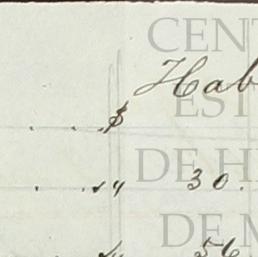 CENT
Hab
EST
$
DE H
" 30.
DE M
" 56